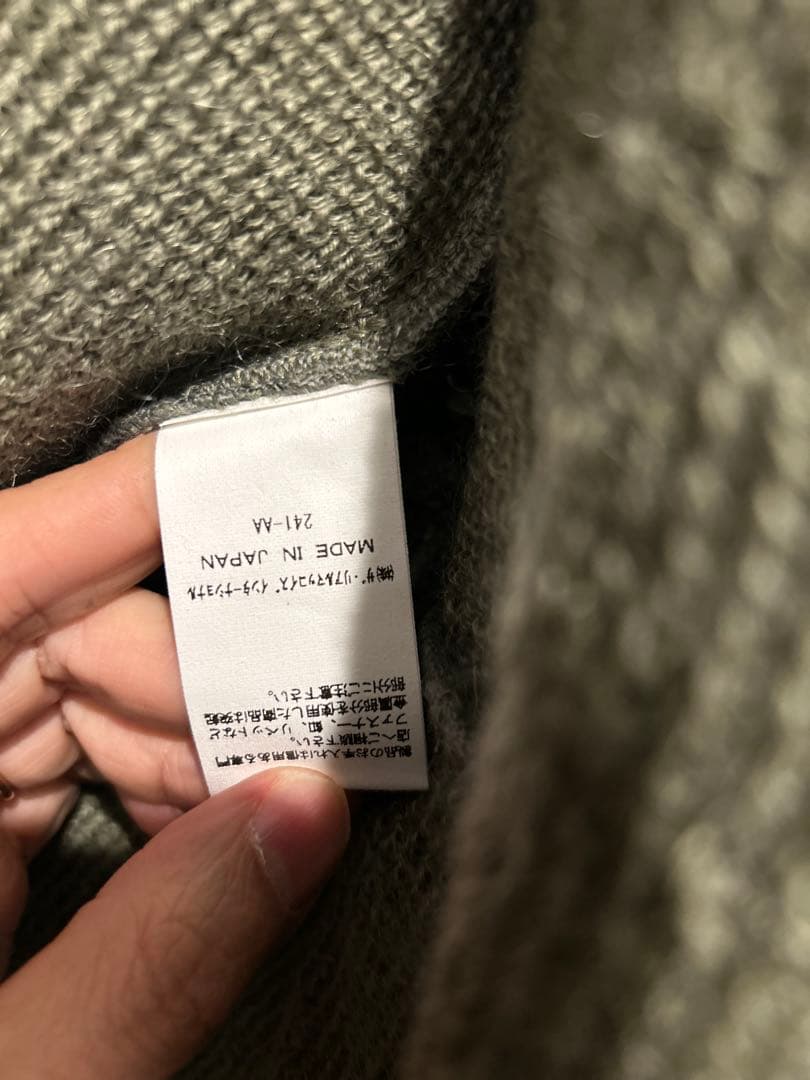 製品のお手入れは信用ある専門
店へご相談下さい。
ファスナー、釦、リベットなど
金属部分を使用した商品は突起
部分にご注意下さい。
㈱ザ・リアルマッコイズ インターナショナル
MADE IN JAPAN
241-AA